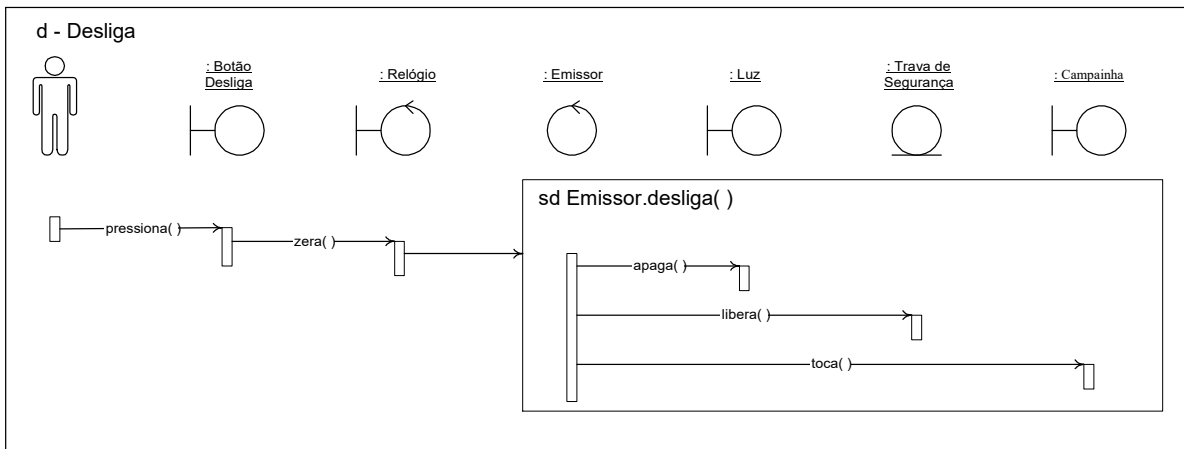 d - Desliga
: Botão
Desliga
: Relógio
: Emissor
: Luz
: Trava de
Segurança
: Campainha
sd Emissor.desliga( )
pressiona( )
zera( )
apaga( )
libera( )
toca( )